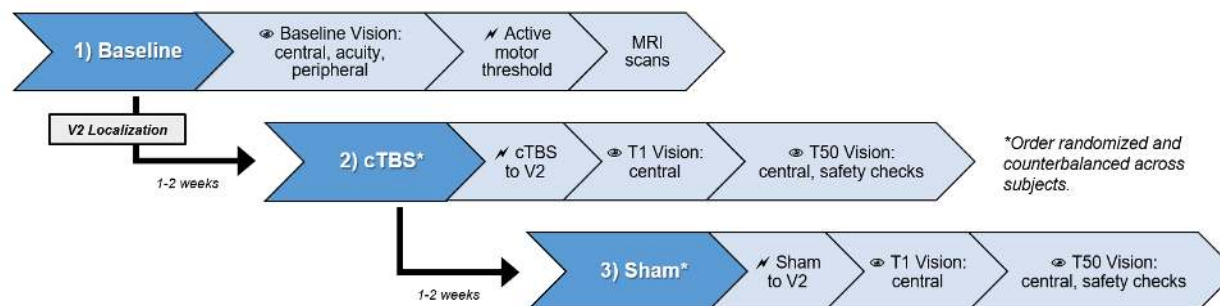 1) Baseline
Baseline Vision:
central, acuity,
peripheral
Active
motor
threshold
MRI
scans
V2 Localization
1-2 weeks
2) cTBS*
cTBS
to V2
T1 Vision:
central
T50 Vision:
central, safety checks
*Order randomized and
counterbalanced across
subjects.
1-2 weeks
3) Sham*
Sham
to V2
T1 Vision:
central
T50 Vision:
central, safety checks